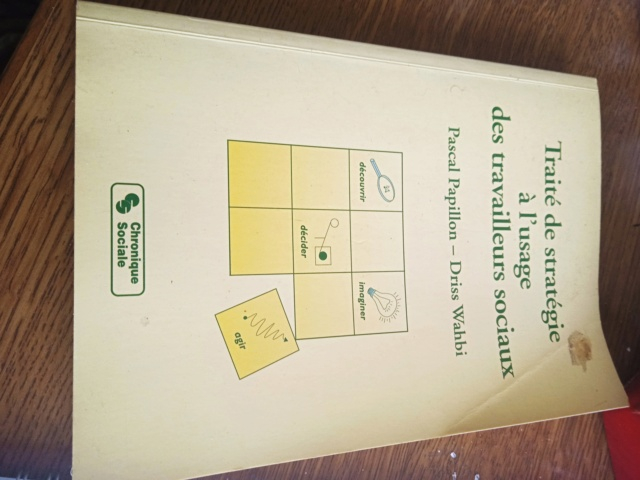 Traité de stratégie
à l'usage
des travailleurs sociaux
Pascal Papillon – Driss Wahbi
découvrir
imaginer
décider
agir
Chronique
Sociale